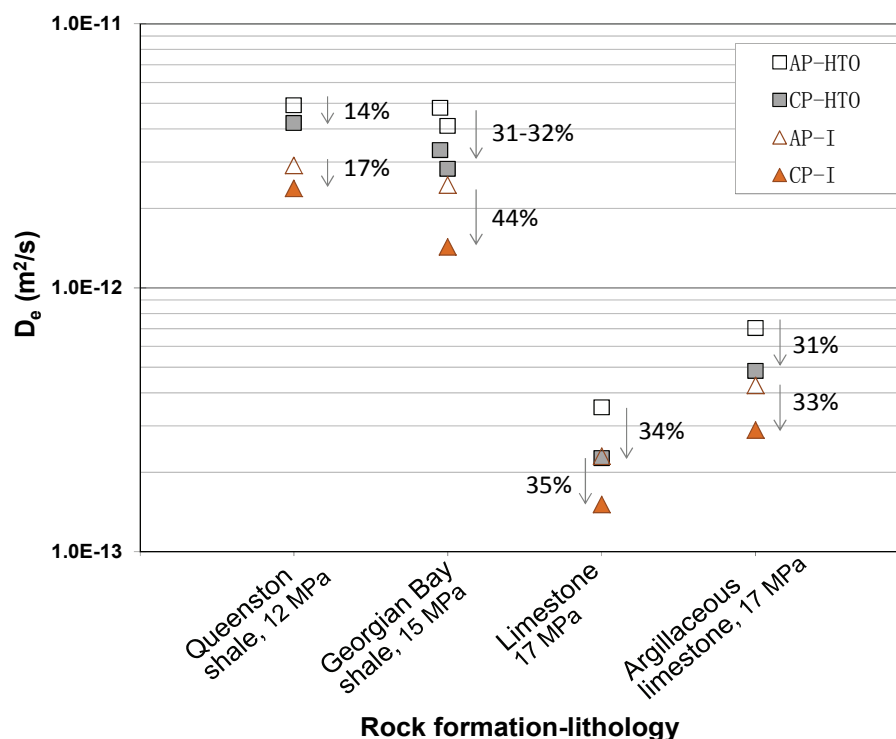 1.0E-11
AP-HTO
CP-HTO
AP-I
CP-I
14%
17%
31-32%
44%
1.0E-12
31%
33%
34%
35%
1.0E-13
Dₑ (m²/s)
Queenston
shale, 12 MPa
Georgian Bay
shale, 15 MPa
Limestone
17 MPa
Argillaceous
limestone, 17 MPa
Rock formation-lithology